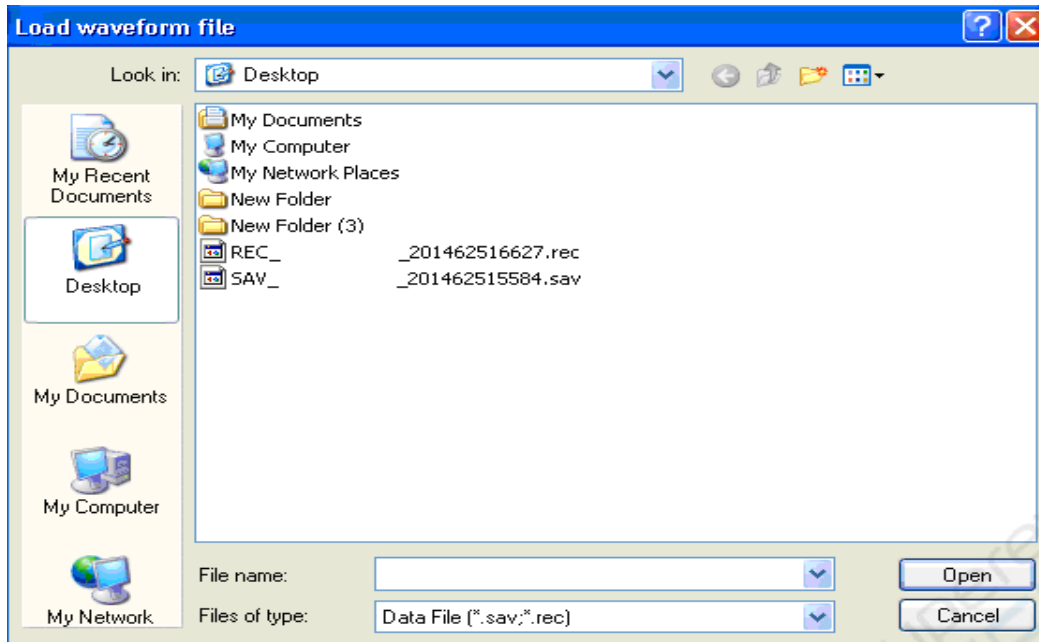 Load waveform file
Look in: Desktop
My Documents
My Computer
My Network Places
New Folder
New Folder (3)
REC_ _201462516627.rec
SAV_ _201462515584.sav
My Recent
Documents
Desktop
My Documents
My Computer
My Network
File name:
Open
Files of type: Data File (*.sav;*.rec)
Cancel